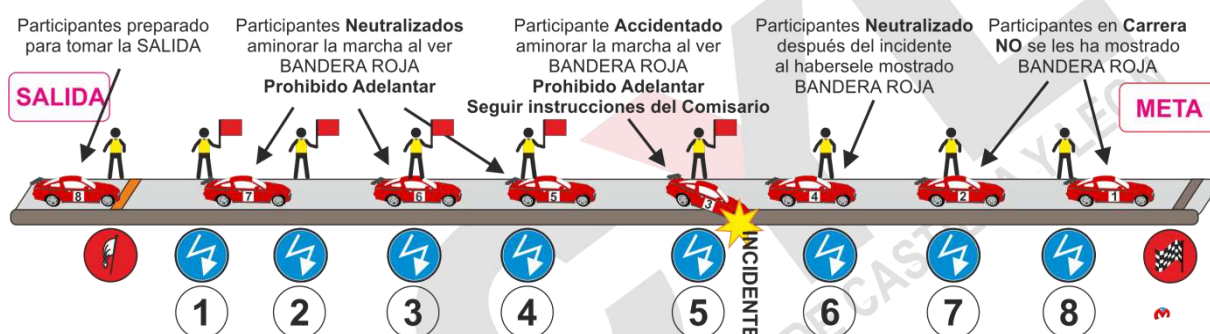 Participantes preparado
para tomar la SALIDA
Participantes Neutralizados
aminorar la marcha al ver
BANDERA ROJA
Prohibido Adelantar
Participante Accidentado
aminorar la marcha al ver
BANDERA ROJA
Prohibido Adelantar
Seguir instrucciones del Comisario
Participantes Neutralizado
después del incidente
al habersele mostrado
BANDERA ROJA
Participantes en Carrera
NO se les ha mostrado
BANDERA ROJA
SALIDA
META
8
7
6
5
3
4
2
1
INCIDENTE
1
2
3
4
5
6
7
8
DE CASTILLA Y LEÓN